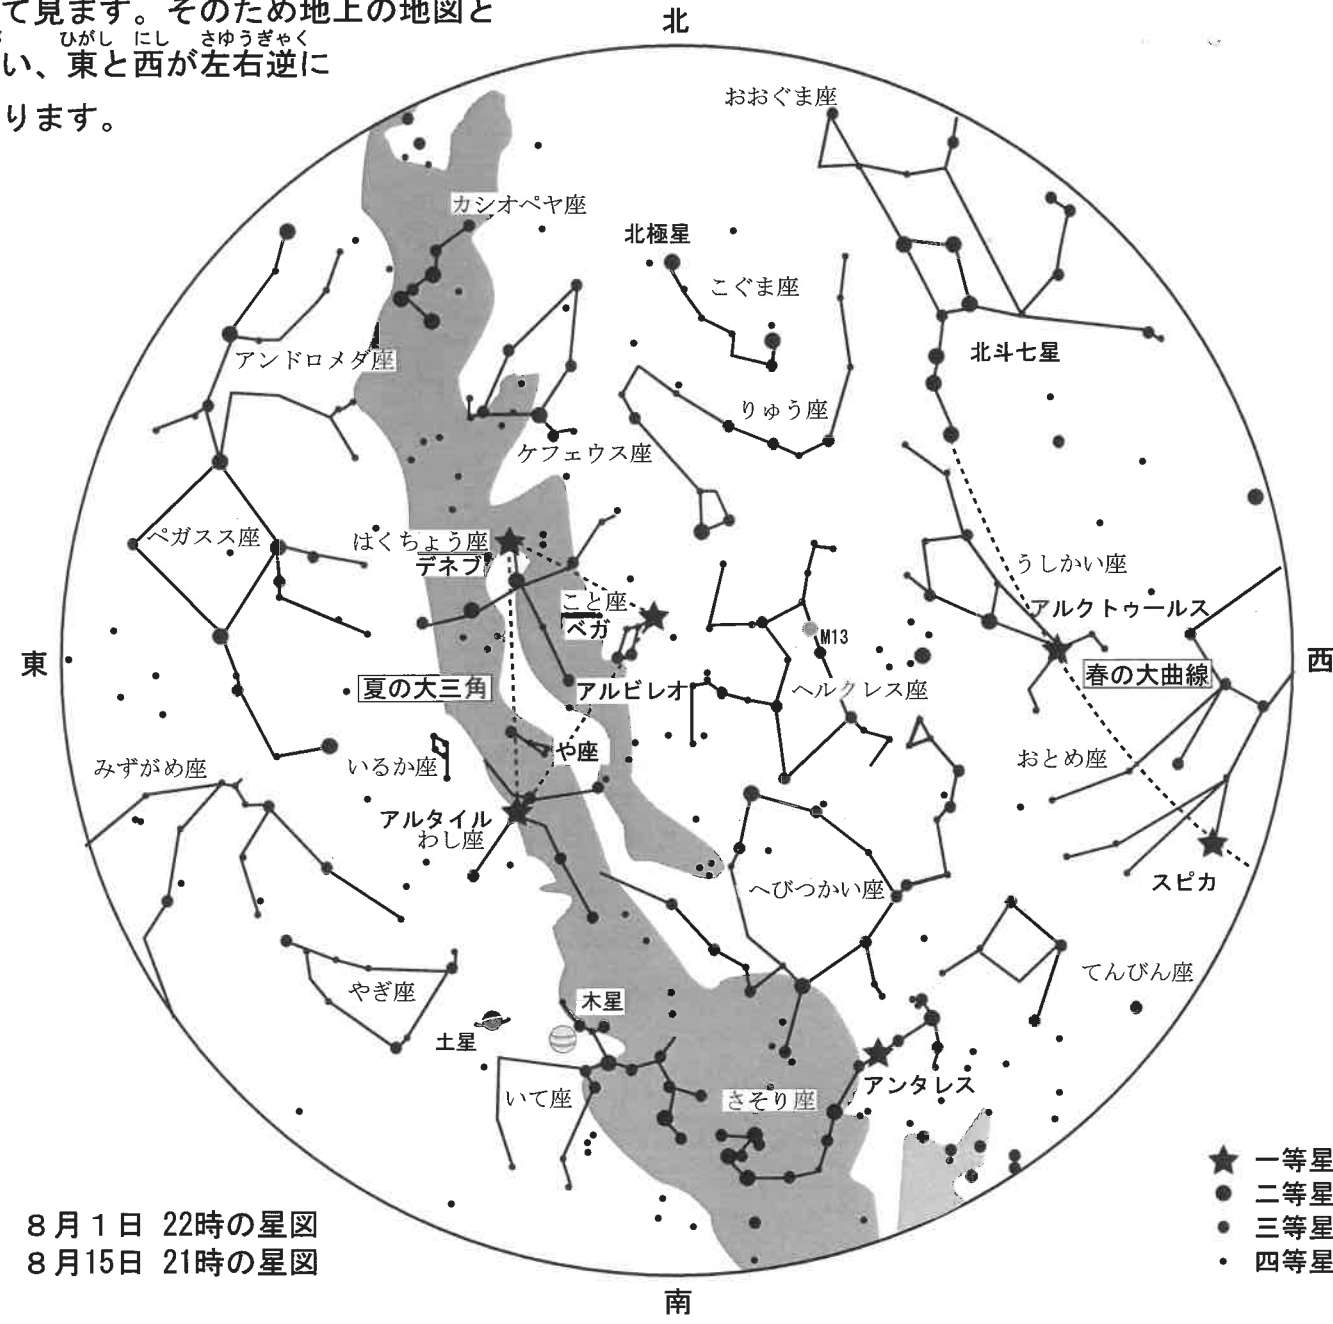 て見ます。そのため地上の地図と
ひがし にし さゆうぎゃく
い、東と西が左右逆に
ります。
北
おおぐま座
カシオペヤ座
北極星
こぐま座
北斗七星
アンドロメダ座
りゅう座
ケフェウス座
ペガスス座
はくちょう座
デネブ
うしかい座
こと座
ベガ
アルクトゥールス
M13
東
西
夏の大三角
アルビレオ
ヘルクレス座
春の大曲線
みずがめ座
いるか座
や座
おとめ座
アルタイル
わし座
へびつかい座
スピカ
やぎ座
てんびん座
木星
土星
いて座
さそり座
アンタレス
一等星
二等星
三等星
四等星
8月1日 22時の星図
8月15日 21時の星図
南